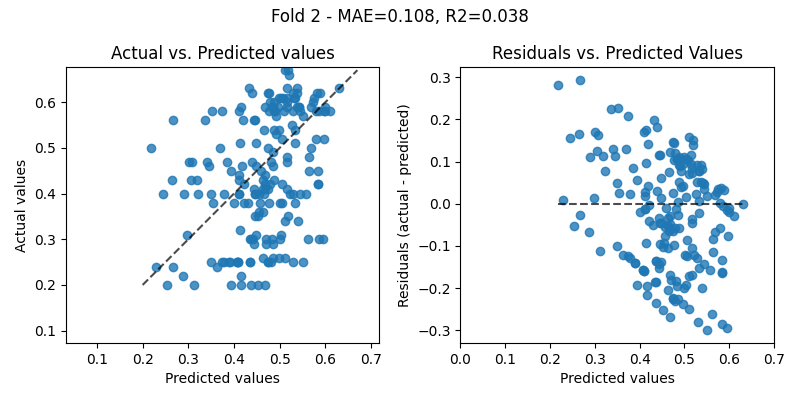 Fold 2 - MAE=0.108, R2=0.038
Actual vs. Predicted values
Residuals vs. Predicted Values
Actual values
0.6
0.5
0.4
0.3
0.2
0.1
0.1 0.2 0.3 0.4 0.5 0.6 0.7
Predicted values
Residuals (actual - predicted)
0.3
0.2
0.1
0.0
−0.1
−0.2
−0.3
0.0 0.1 0.2 0.3 0.4 0.5 0.6 0.7
Predicted values